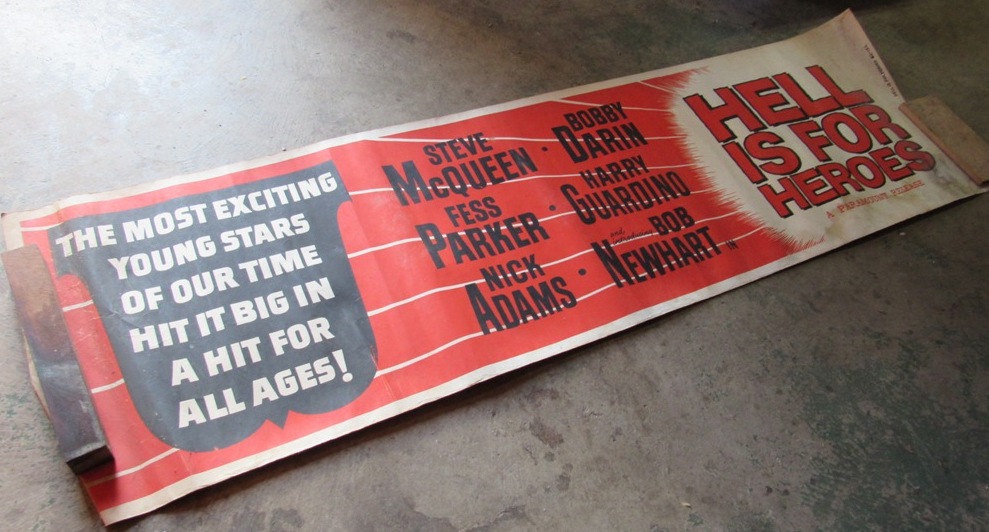 THE MOST EXCITING
YOUNG STARS
OF OUR TIME
HIT IT BIG IN
A HIT FOR
ALL AGES!
STEVE
McQUEEN ·
BOBBY
DARIN
FESS
PARKER ·
HARRY
GUARDINO
NICK
ADAMS ·
and introducing BOB
NEWHART IN
HELL
IS FOR
HEROES
A PARAMOUNT RELEASE